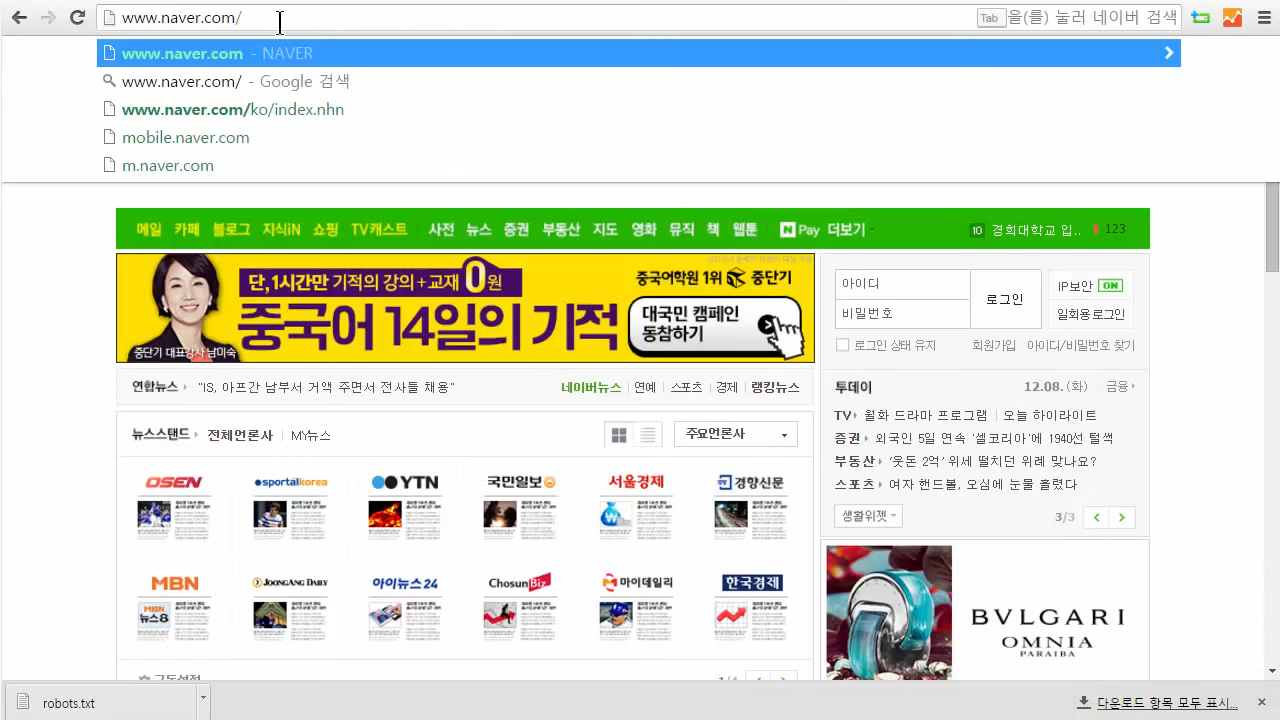 www.naver.com/
Tab 을(를) 눌러 네이버 검색
www.naver.com - NAVER
www.naver.com/ - Google 검색
www.naver.com/ko/index.nhn
mobile.naver.com
m.naver.com
메일 카페 블로그 지식iN 쇼핑 TV캐스트 사전 뉴스 증권 부동산 지도 영화 뮤직 책 웹툰 N Pay 더보기
10 경희대학교 입.. 123
단, 1시간만 기적의 강의+교재 0원
중국어 14일의 기적
중단기 대표강사 남미숙
중국어학원 1위 중단기
대국민 캠페인
동참하기
아이디
비밀번호
로그인
IP보안 ON
일회용 로그인
로그인 상태 유지 회원가입 아이디/비밀번호 찾기
연합뉴스 "IS, 아프간 남부서 거액 주면서 전사들 채용"
네이버뉴스 연예 스포츠 경제 랭킹뉴스
투데이 12.08.(화) 금융
TV 월화 드라마 프로그램 오늘 하이라이트
증권 외국인 5일 연속 '셀코리아'에 1940선 털썩
부동산 '웃돈 2억' 위세 떨치던 위례 맞나요?
스포츠 여자 핸드볼, 오심에 눈물 흘렸다
생활위젯 3/3
뉴스스탠드 전체언론사 MY뉴스
주요언론사
OSEN sportalkorea YTN 국민일보 서울경제 경향신문
MBN JOONGANG DAILY 아이뉴스24 ChosunBiz 마이데일리 한국경제
BVLGARI
OMNIA
PARAIBA
robots.txt
다운로드 항목 모두 표시...